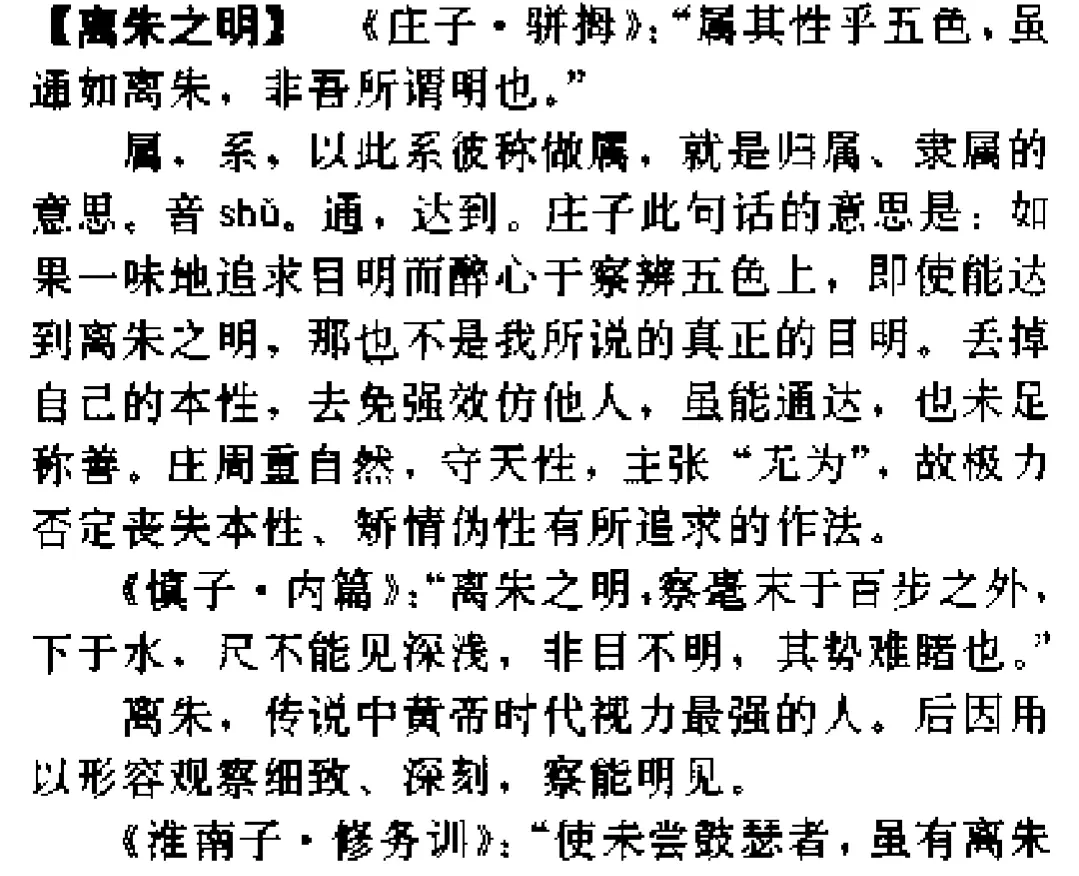 【离朱之明】 《庄子·骈拇》：“属其性乎五色，虽
通如离朱，非吾所谓明也。”
属，系，以此系彼称做属，就是归属、隶属的
意思。音shǔ。通，达到。庄子此句话的意思是：如
果一味地追求目明而醉心于察辨五色上，即使能达
到离朱之明，那也不是我所说的真正的目明。丢掉
自己的本性，去免强效仿他人，虽能通达，也未足
称善。庄周重自然，守天性，主张“无为”，故极力
否定丧失本性、矫情伪性有所追求的作法。
《慎子·内篇》：“离朱之明，察毫末于百步之外，
下于水，尺不能见深浅，非目不明，其势难睹也。”
离朱，传说中黄帝时代视力最强的人。后因用
以形容观察细致、深刻，察能明见。
《淮南子·修务训》：“使未尝鼓瑟者，虽有离朱